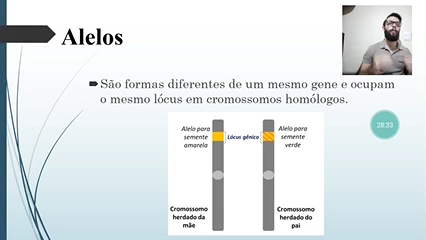 Alelos
São formas diferentes de um mesmo gene e ocupam
o mesmo lócus em cromossomos homólogos.
28:33
Alelo para
semente
amarela
Lócus gênico
Alelo para
semente
verde
Cromossomo
herdado da
mãe
Cromossomo
herdado do
pai